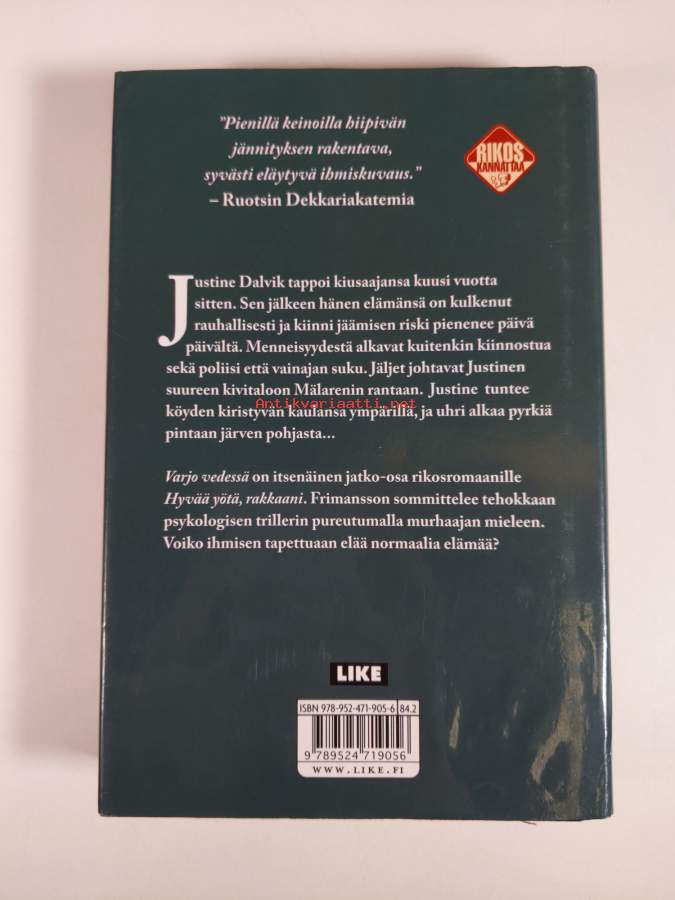 "Pienillä keinoilla hiipivän
jännityksen rakentava,
syvästi eläytyvä ihmiskuvaus."
– Ruotsin Dekkariakatemia
RIKOS
KANNATTAA
Justine Dalvik tappoi kiusaajansa kuusi vuotta
sitten. Sen jälkeen hänen elämänsä on kulkenut
rauhallisesti ja kiinni jäämisen riski pienenee päivä
päivältä. Menneisyydestä alkavat kuitenkin kiinnostua
sekä poliisi että vainajan suku. Jäljet johtavat Justinen
suureen kivitaloon Mälarenin rantaan. Justine tuntee
Antikvariaatti.net
köyden kiristyvän kaulansa ympärillä, ja uhri alkaa pyrkiä
pintaan järven pohjasta...
Varjo vedessä on itsenäinen jatko-osa rikosromaanille
Hyvää yötä, rakkaani. Frimansson sommittelee tehokkaan
psykologisen trillerin pureutumalla murhaajan mieleen.
Voiko ihmisen tapettuaan elää normaalia elämää?
LIKE
ISBN 978-952-471-905-6 84.2
9 789524 719056
WWW.LIKE.FI